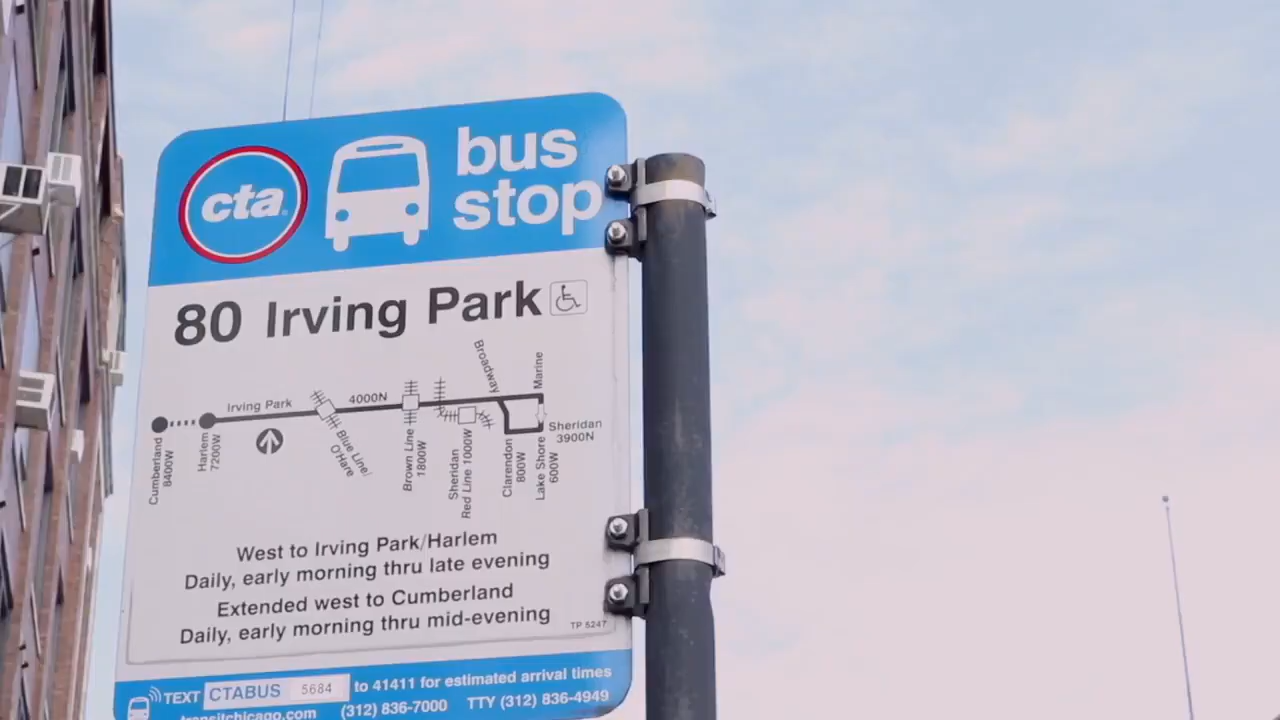 cta
bus
stop
80 Irving Park
Broadway
Marine
Irving Park
4000N
Sheridan
3900N
Cumberland
8400W
Harlem
7200W
Blue Line/
O'Hare
Brown Line
1800W
Sheridan
Red Line 1000W
Clarendon
800W
Lake Shore
600W
West to Irving Park/Harlem
Daily, early morning thru late evening
Extended west to Cumberland
Daily, early morning thru mid-evening
TP 5247
TEXT CTABUS 5684 to 41411 for estimated arrival times
transitchicago.com (312) 836-7000 TTY (312) 836-4949